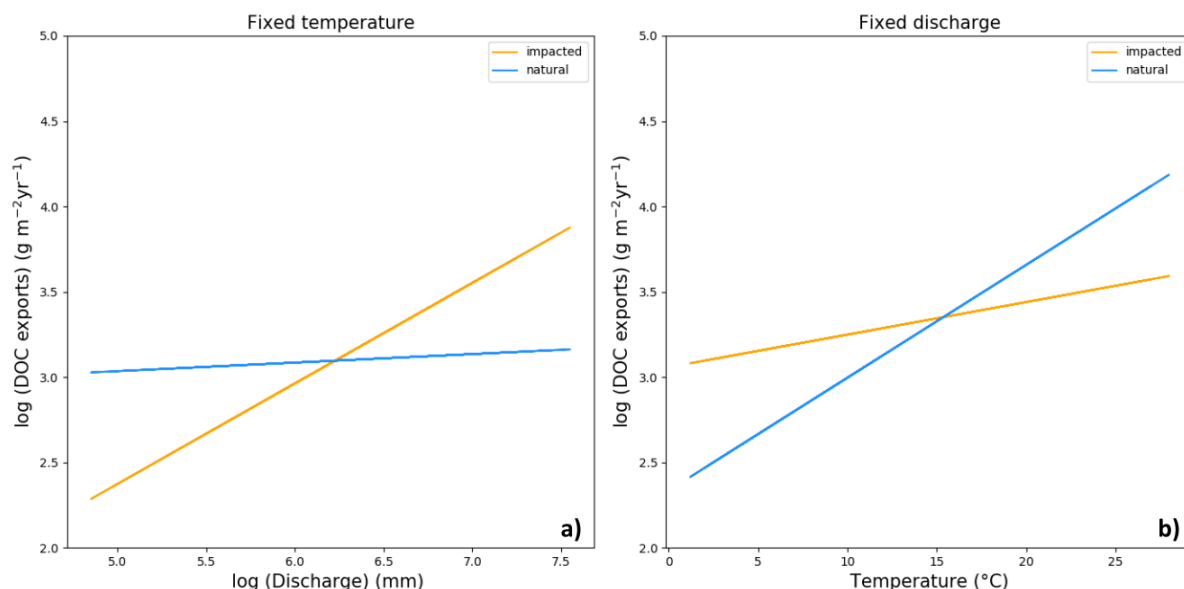 Fixed temperature
log (DOC exports) (g m⁻²yr⁻¹)
5.0
4.5
4.0
3.5
3.0
2.5
2.0
impacted
natural
a)
5.0
5.5
6.0
6.5
7.0
7.5
log (Discharge) (mm)
Fixed discharge
log (DOC exports) (g m⁻²yr⁻¹)
5.0
4.5
4.0
3.5
3.0
2.5
2.0
impacted
natural
b)
0
5
10
15
20
25
Temperature (°C)